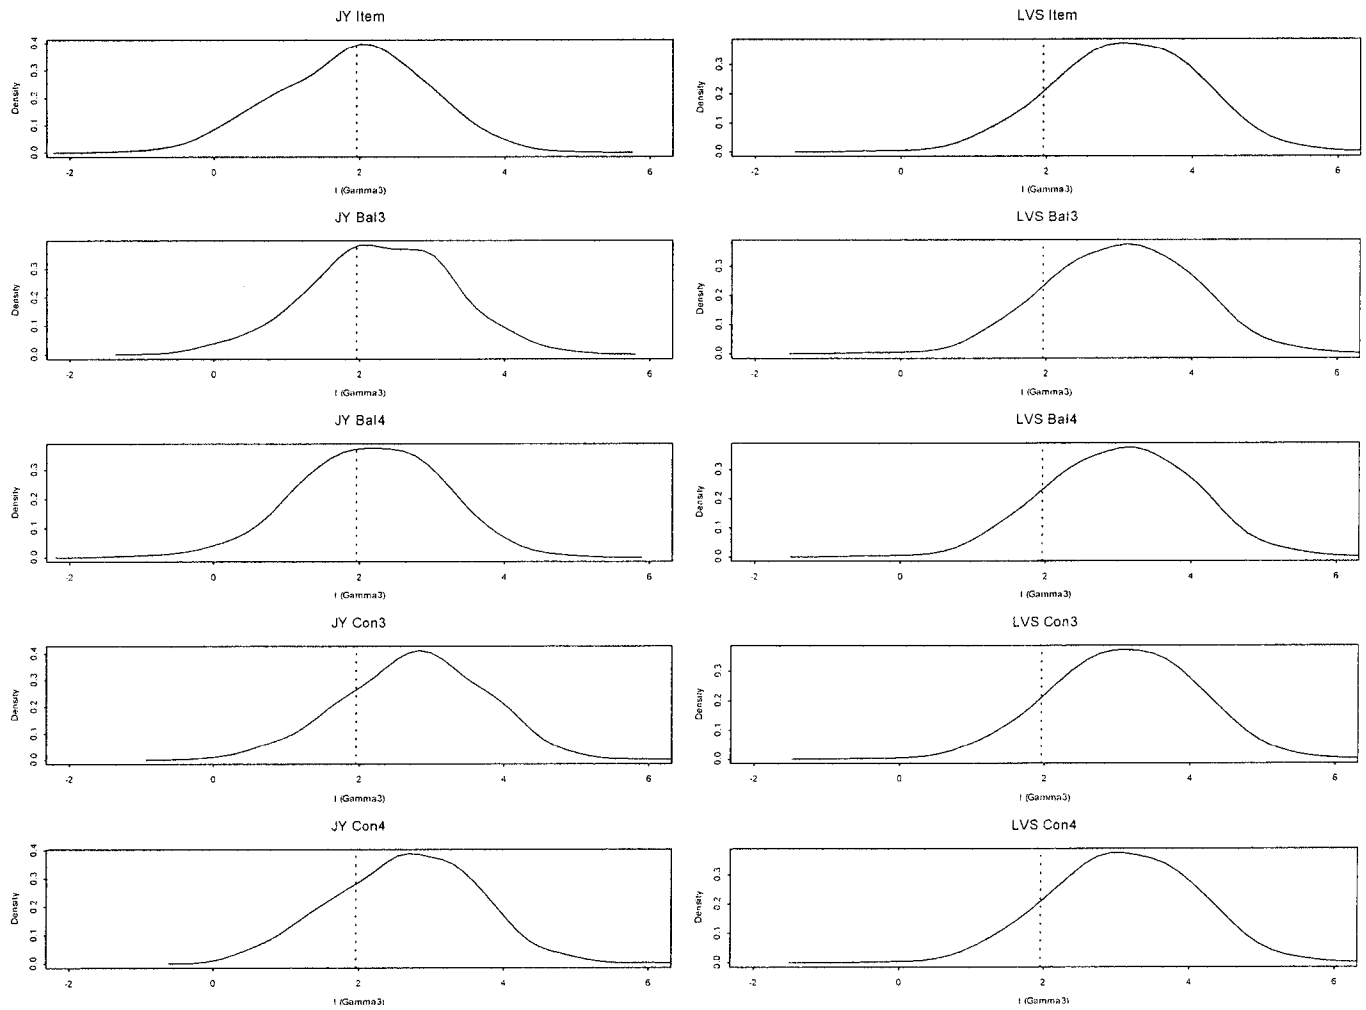 JY Item
0.4
0.3
0.2
0.1
0.0
Density
-2 0 2 4 6
t (Gamma3)
LVS Item
0.3
0.2
0.1
0.0
Density
-2 0 2 4 6
t (Gamma3)
JY Bal3
0.3
0.2
0.1
0.0
Density
-2 0 2 4 6
t (Gamma3)
LVS Bal3
0.3
0.2
0.1
0.0
Density
-2 0 2 4 6
t (Gamma3)
JY Bal4
0.3
0.2
0.1
0.0
Density
-2 0 2 4 6
t (Gamma3)
LVS Bal4
0.3
0.2
0.1
0.0
Density
-2 0 2 4 6
t (Gamma3)
JY Con3
0.4
0.3
0.2
0.1
0.0
Density
-2 0 2 4 6
t (Gamma3)
LVS Con3
0.3
0.2
0.1
0.0
Density
-2 0 2 4 6
t (Gamma3)
JY Con4
0.4
0.3
0.2
0.1
0.0
Density
-2 0 2 4 6
t (Gamma3)
LVS Con4
0.3
0.2
0.1
0.0
Density
-2 0 2 4 6
t (Gamma3)